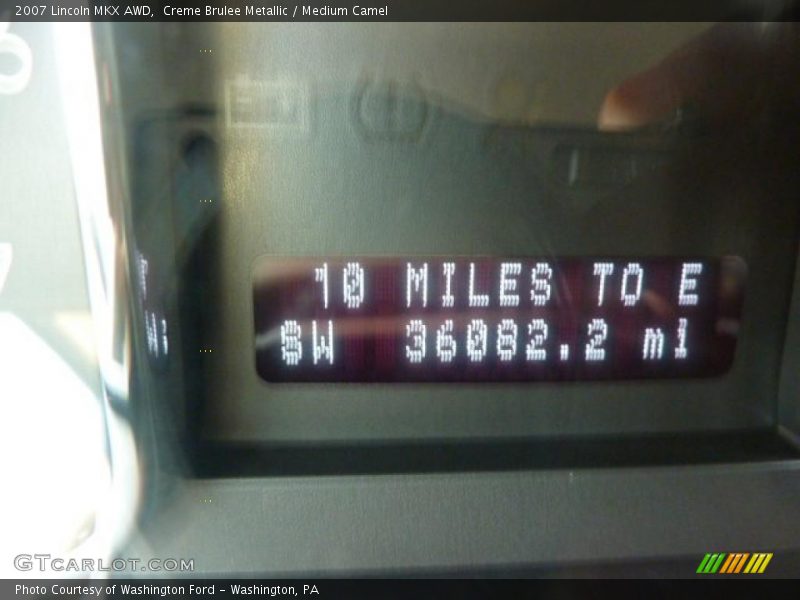 2007 Lincoln MKX AWD,  Creme Brulee Metallic / Medium Camel
10 MILES TO E
SW 36082.2 mi
GTCARLOT.COM
Photo Courtesy of Washington Ford - Washington, PA